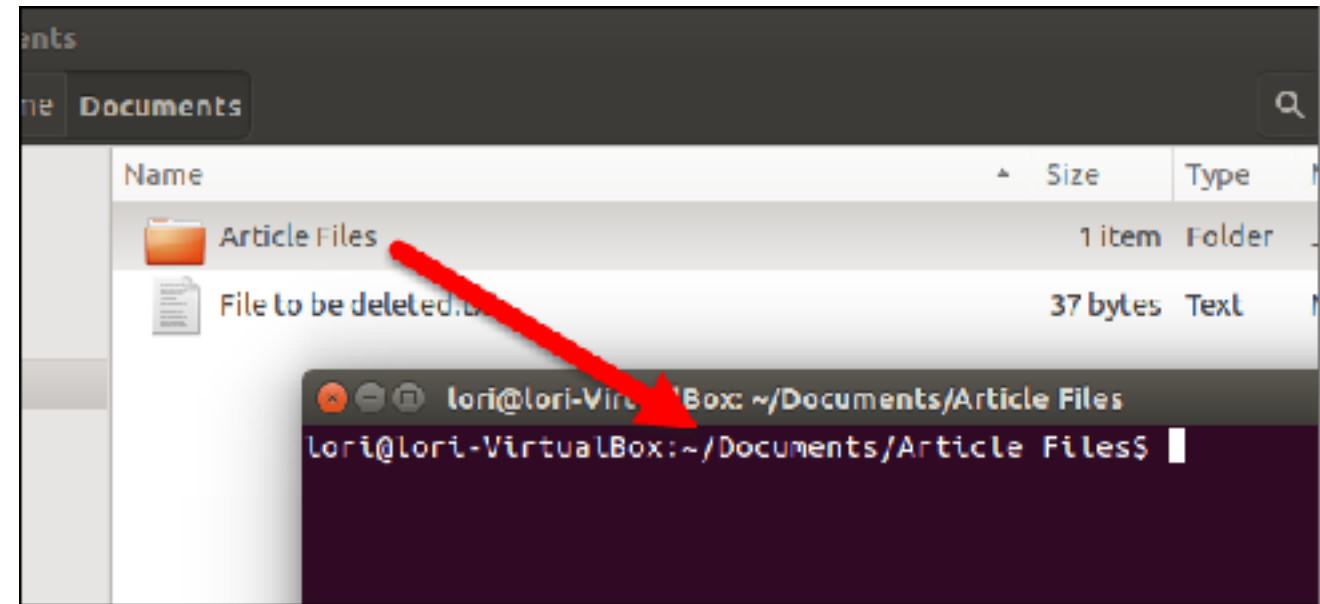 ents
me Documents
Name Size Type
Article Files 1 item Folder
File to be deleted. 37 bytes Text
lori@lori-Vir Box: ~/Documents/Article Files
lori@lori-VirtualBox:~/Documents/Article Files$